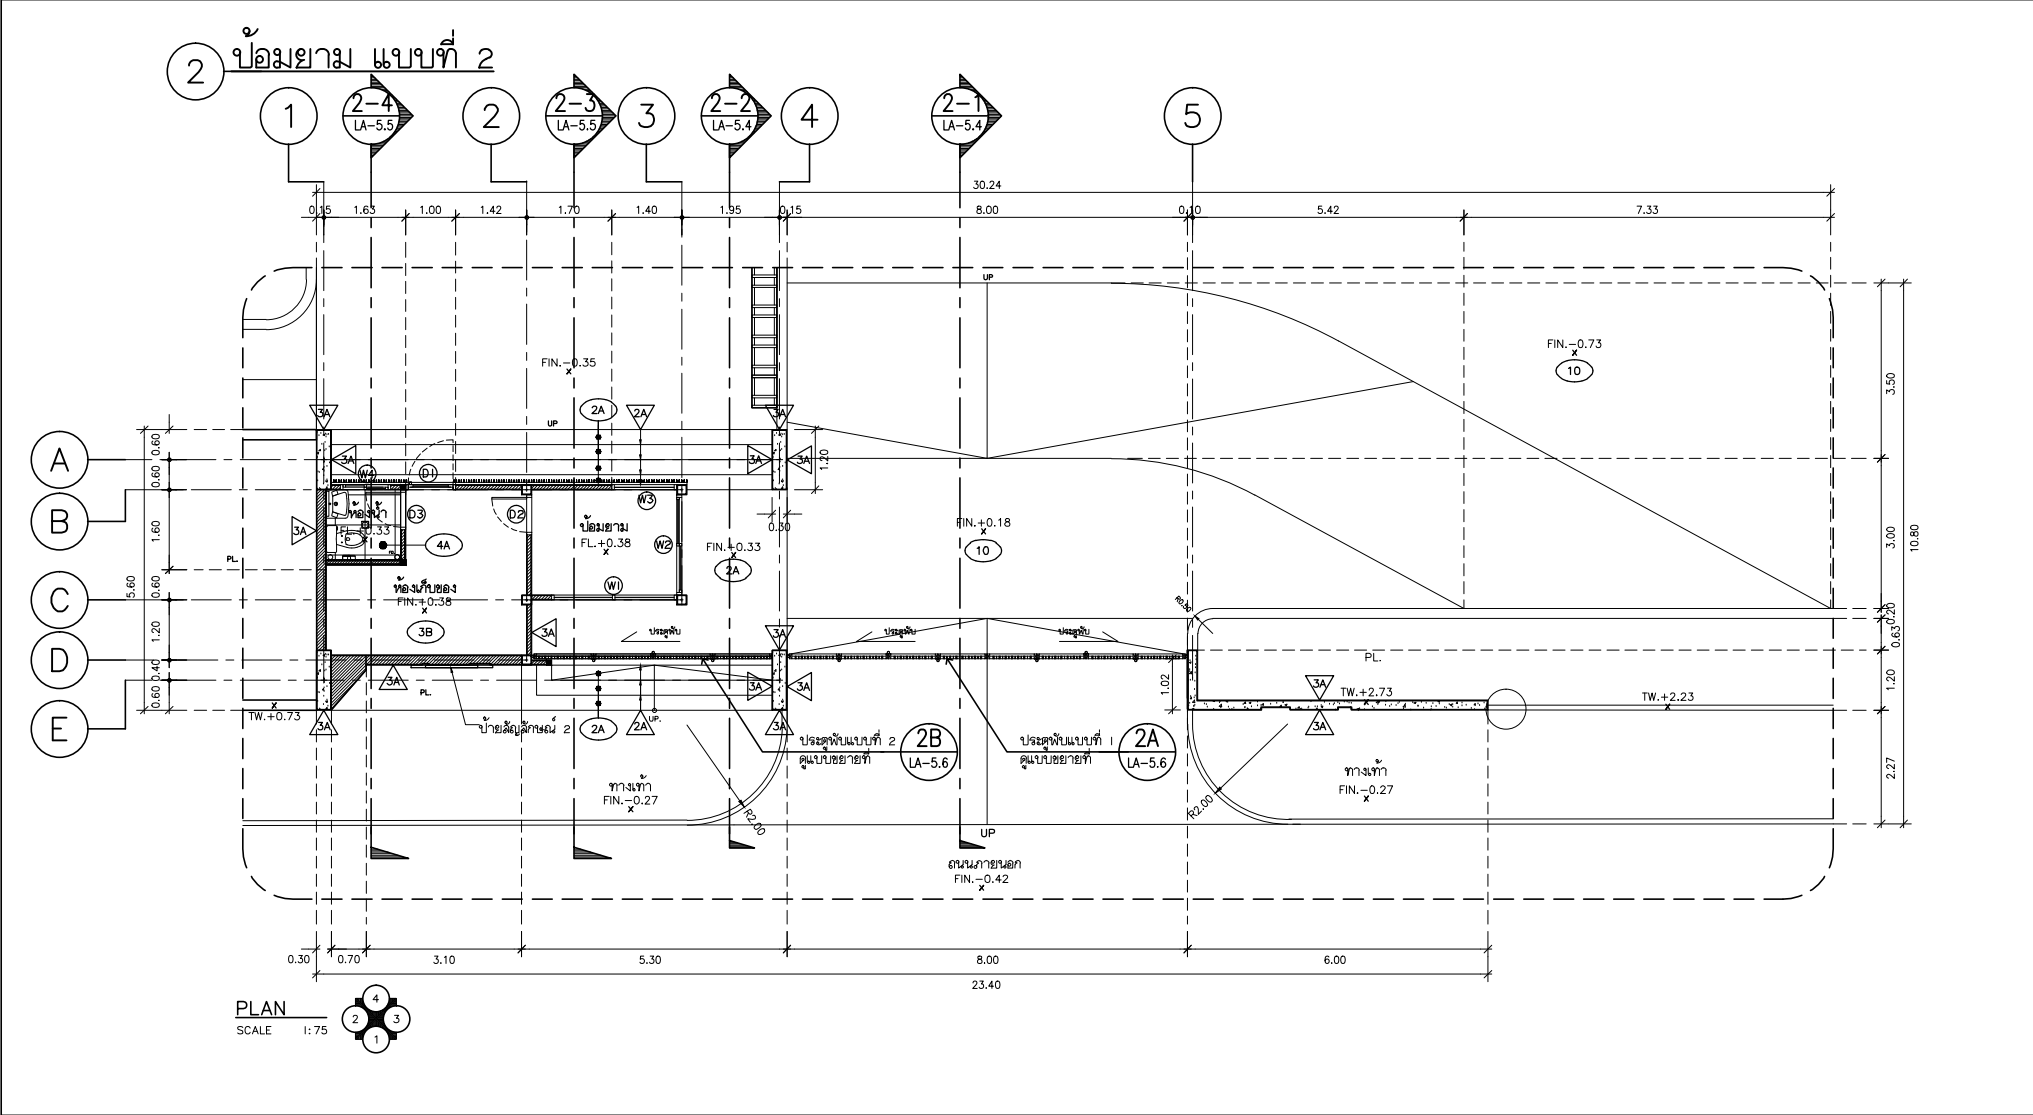 2 ป้อมยาม แบบที่ 2
1 2-4 LA-5.5 2 2-3 LA-5.5 3 2-2 LA-5.4 4 2-1 LA-5.4 5
30.24
0.15 1.63 1.00 1.42 1.70 1.40 1.95 0.15 8.00 0.10 5.42 7.33
UP
FIN.-0.35
FIN.-0.73
10
3.50
3A UP 2A 2A 3A
A 0.60 3A 3A 3A 1.20
W4 D1
0.60
B W3
ห้องน้ำ D3 D2 ป้อมยาม 0.30 FIN.+0.18
3A 1.60 FL.+0.38 W2 FIN.+0.33 10 3.00 10.80
4A 2A
PL.
5.60 0.60 ห้องเก็บของ W1
C FIN.+0.38
3B 3A ประตูพับ 3A ประตูพับ ประตูพับ R0.50 0.20
1.20 0.63
D 0.40 PL.
3A PL. 3A 3A 1.02 3A 1.20
0.60 TW.+2.73 TW.+2.23
TW.+0.73
E 3A ป้ายสัญลักษณ์ 2 2A 2A UP. 3A 3A
ประตูพับแบบที่ 2 2B ประตูพับแบบที่ 1 2A
ดูแบบขยายที่ LA-5.6 ดูแบบขยายที่ LA-5.6
ทางเท้า ทางเท้า 2.27
FIN.-0.27 R2.00 R2.00 FIN.-0.27
UP
ถนนภายนอก
FIN.-0.42
0.30 0.70 3.10 5.30 8.00 6.00
23.40
PLAN
SCALE 1:75
4
2 3
1